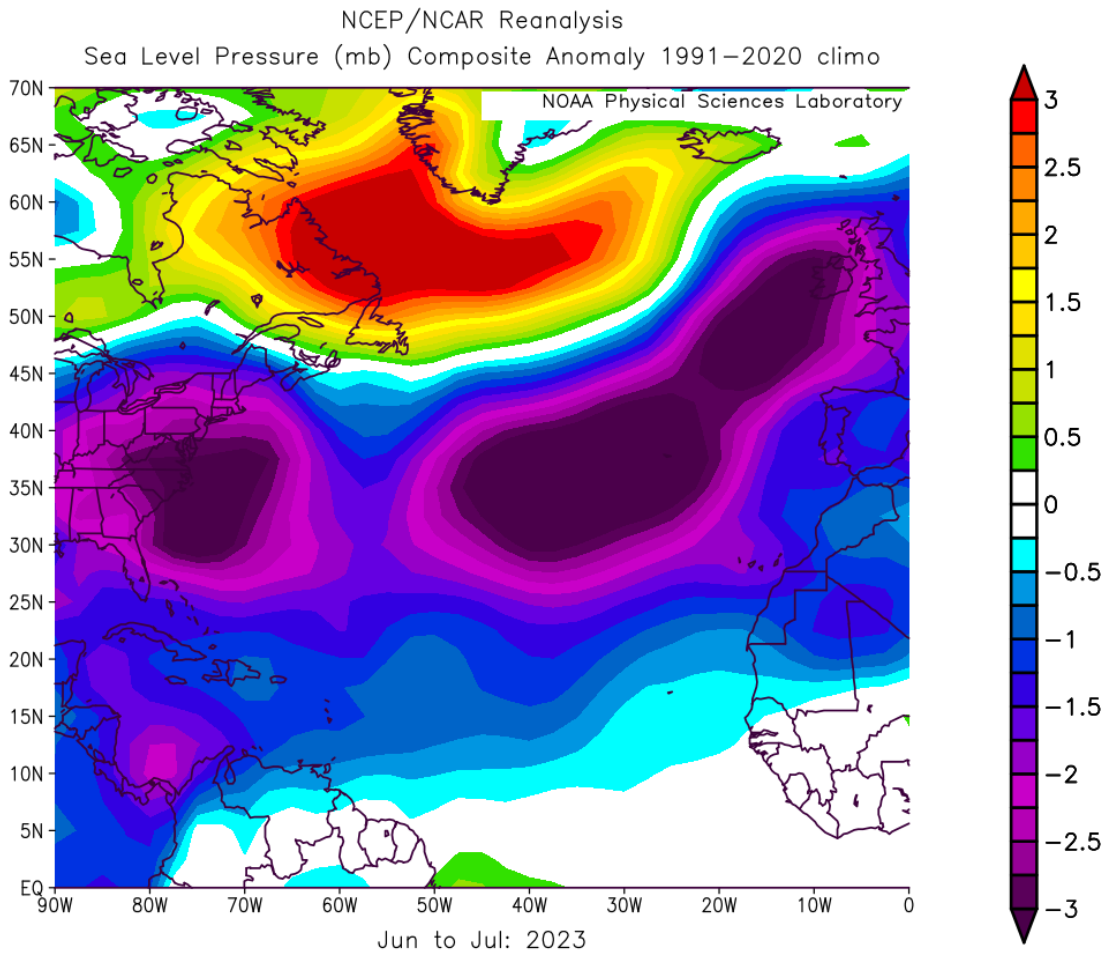 NCEP/NCAR Reanalysis
Sea Level Pressure (mb) Composite Anomaly 1991-2020 climo
NOAA Physical Sciences Laboratory
70N
65N
60N
55N
50N
45N
40N
35N
30N
25N
20N
15N
10N
5N
EQ
90W 80W 70W 60W 50W 40W 30W 20W 10W 0
Jun to Jul: 2023
3
2.5
2
1.5
1
0.5
0
-0.5
-1
-1.5
-2
-2.5
-3